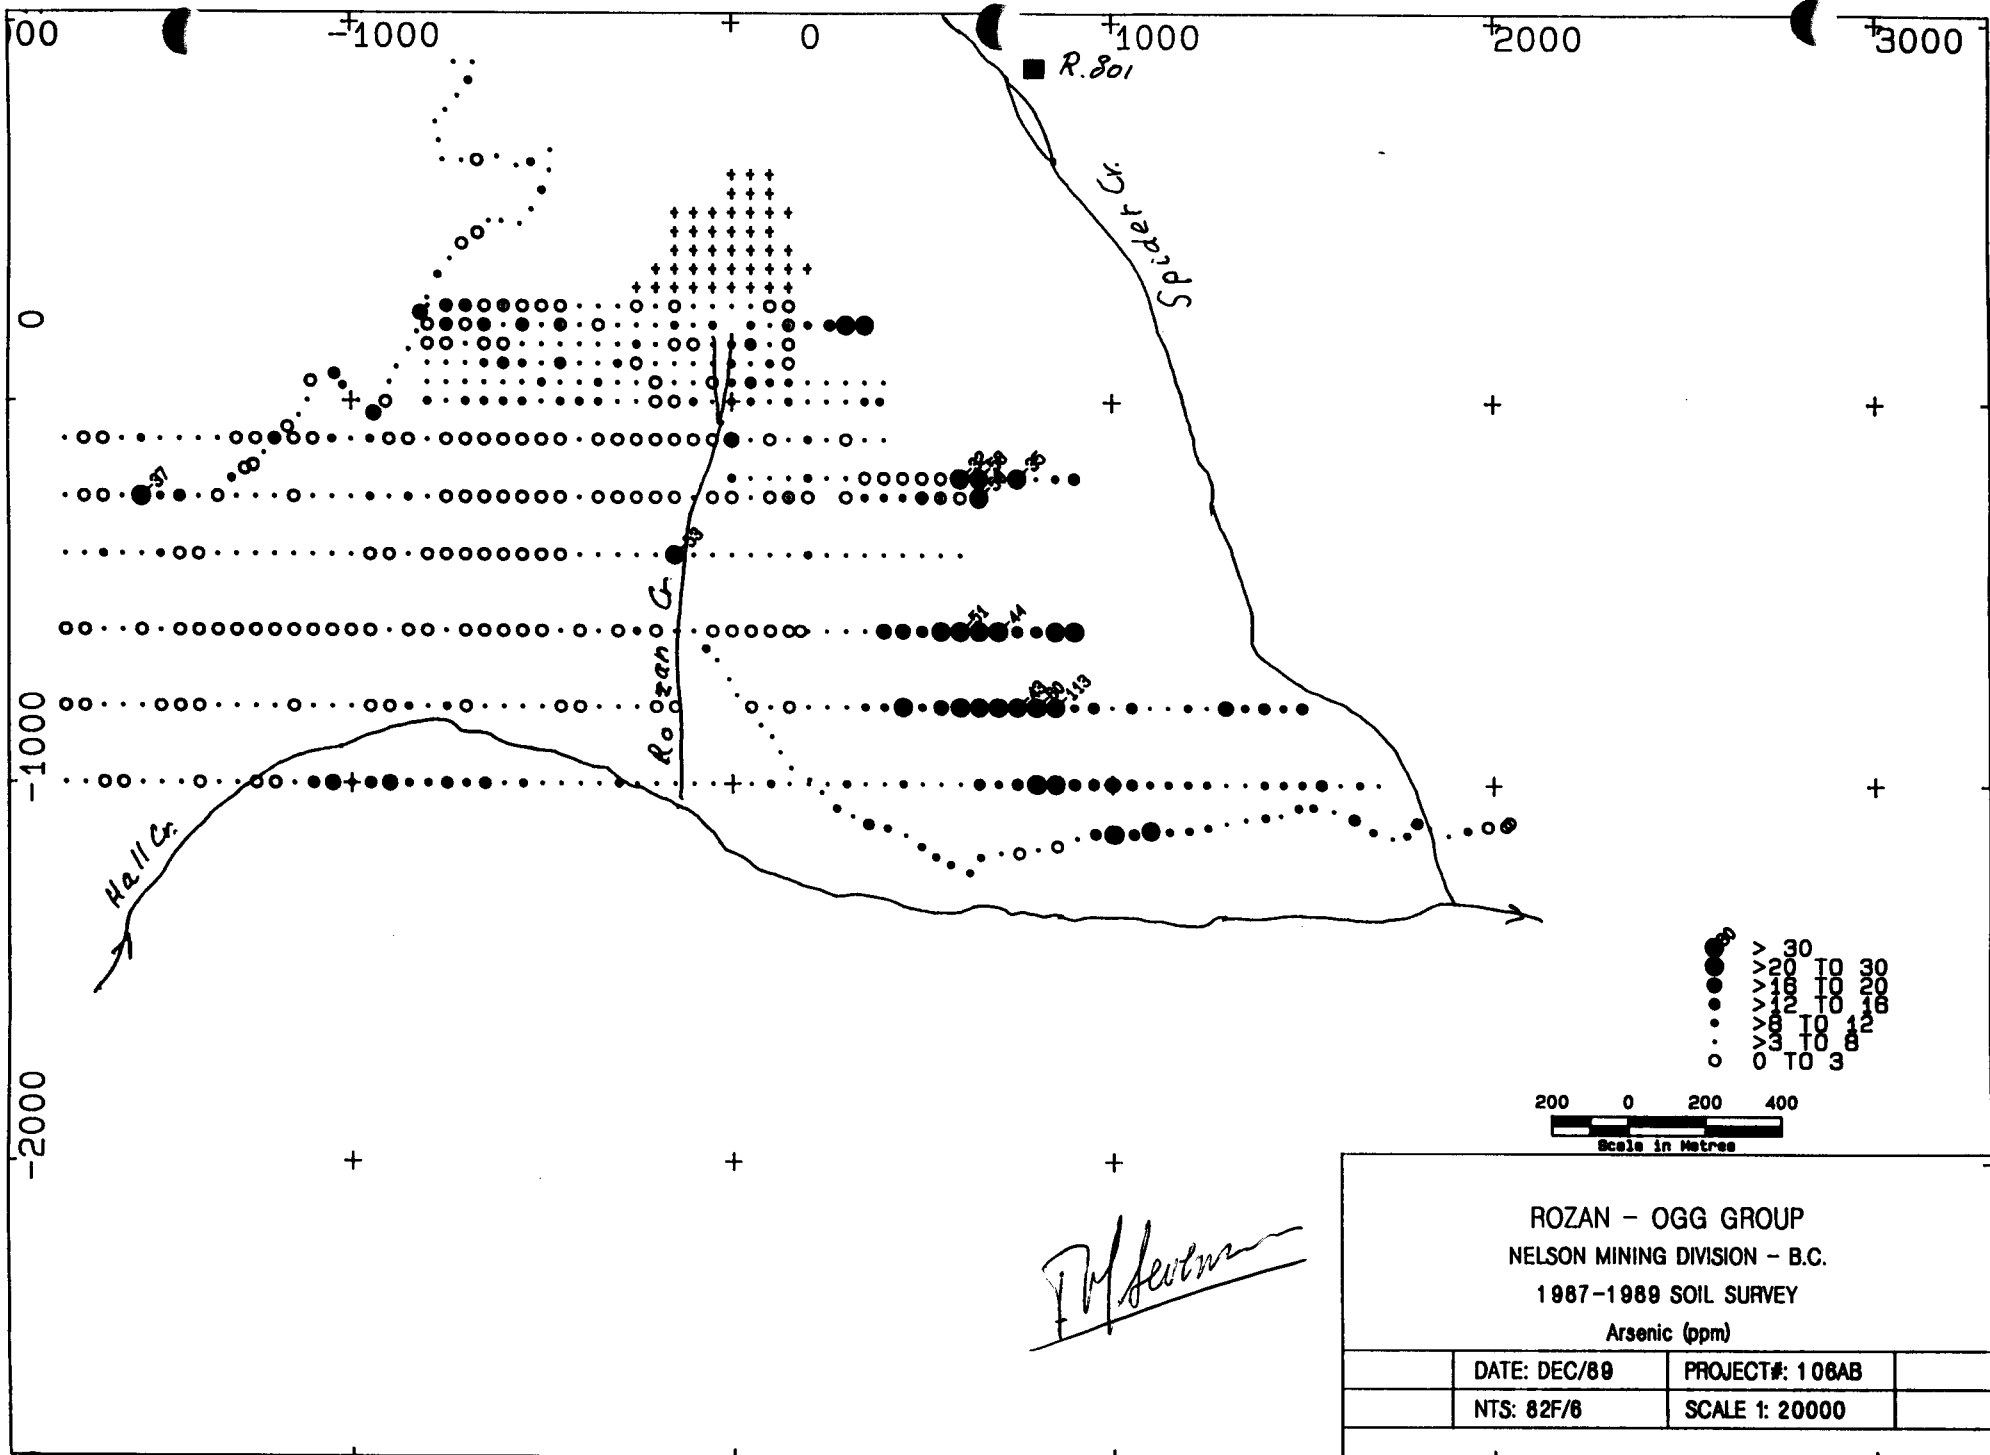 00 -1000 0 1000 2000 3000
R.801
Spider Cr.
0
-37
-35
-33
Rozan Cr
-51 -44
-113
-1000
Hall Cr.
> 30
>20 TO 30
>16 TO 20
>12 TO 16
>8 TO 12
>3 TO 8
0 TO 3
-2000
200 0 200 400
Scale in Metres
ROZAN - OGG GROUP
NELSON MINING DIVISION - B.C.
1987-1989 SOIL SURVEY
Arsenic (ppm)
DATE: DEC/89 PROJECT#: 106AB
NTS: 82F/6 SCALE 1: 20000